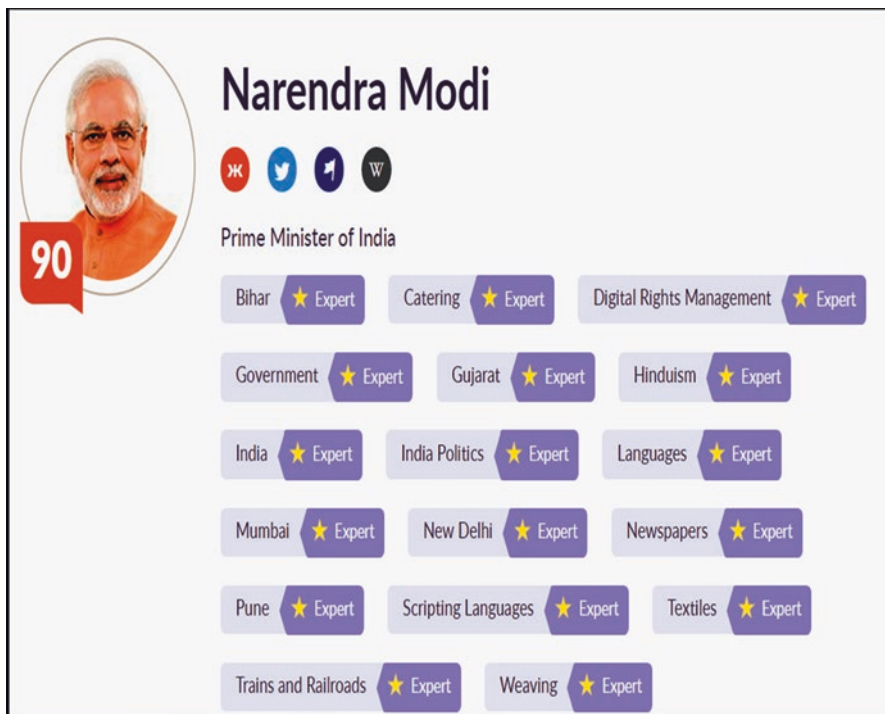 Narendra Modi
Ж W
90
Prime Minister of India
Bihar Expert Catering Expert Digital Rights Management Expert
Government Expert Gujarat Expert Hinduism Expert
India Expert India Politics Expert Languages Expert
Mumbai Expert New Delhi Expert Newspapers Expert
Pune Expert Scripting Languages Expert Textiles Expert
Trains and Railroads Expert Weaving Expert